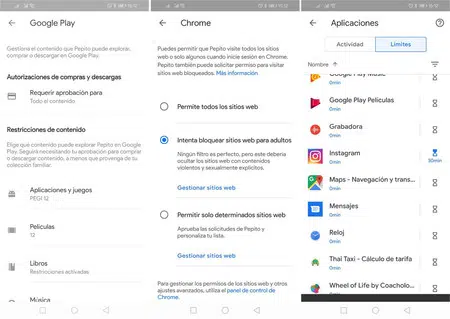 Google Play
Gestiona el contenido que Pepito puede explorar,
comprar o descargar en Google Play.
Autorizaciones de compras y descargas
Requerir aprobación para
Todo el contenido
Restricciones de contenido
Elige qué contenido puede explorar Pepito en Google
Play. Seguirá necesitando tu aprobación para comprar
o descargar contenido, a menos que provenga de tu
colección familiar.
Aplicaciones y juegos
PEGI 12
Películas
12
Libros
Restricciones activadas
Música
Chrome
Puedes permitir que Pepito visite todos los sitios
web o solo algunos cuando inicie sesión en Chrome.
Pepito también puede solicitar permiso para visitar
sitios web bloqueados. Más información
Permite todos los sitios web
Intenta bloquear sitios web para adultos
Ningún filtro es perfecto, pero este debería
ocultar los sitios web con contenidos
violentos y sexualmente explícitos.
Gestionar sitios web
Permitir solo determinados sitios web
Aprueba las solicitudes de Pepito y
personaliza tu lista.
Gestionar sitios web
Para gestionar los permisos de los sitios web y otros
ajustes avanzados, utiliza el panel de control de
Chrome.
Aplicaciones
Actividad
Límites
Nombre
Google Play Music
0min
Google Play Películas
0min
Grabadora
0min
Instagram
0min
30min
Maps - Navegación y trans...
0min
Mensajes
0min
Reloj
0min
Thai Taxi - Cálculo de tarifa
0min
Wheel of Life by Coacholo...
0min